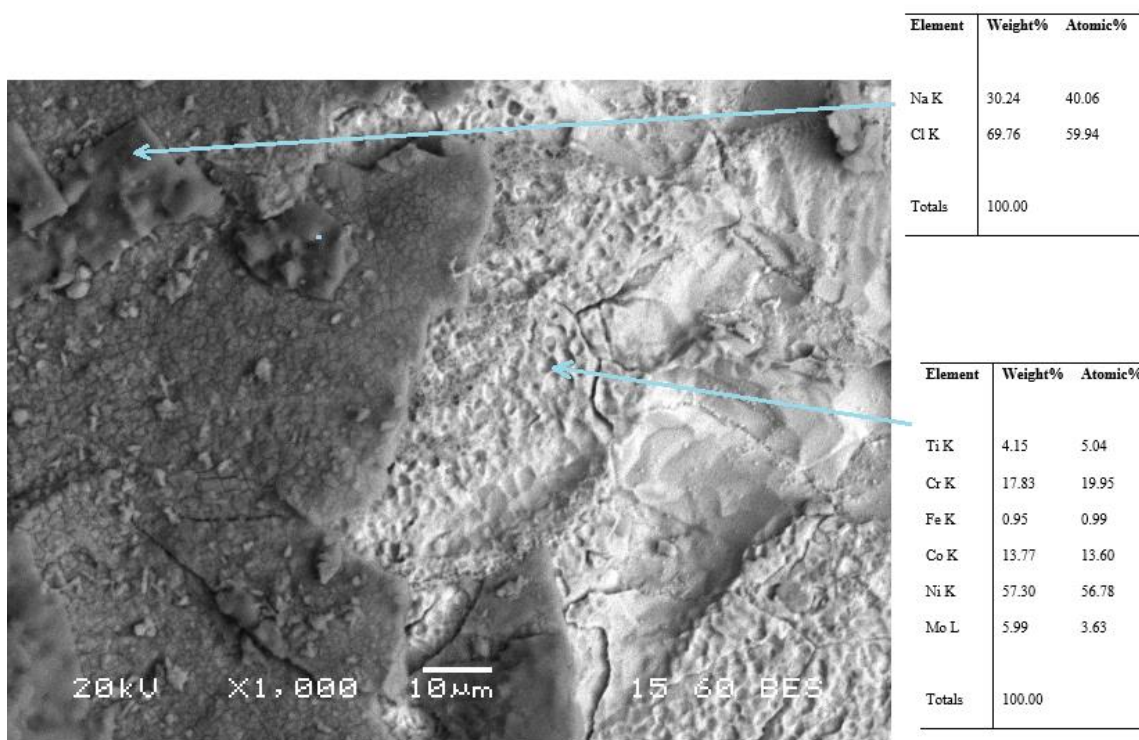 Element Weight% Atomic%
Na K 30.24 40.06
Cl K 69.76 59.94
Totals 100.00
Element Weight% Atomic%
Ti K 4.15 5.04
Cr K 17.83 19.95
Fe K 0.95 0.99
Co K 13.77 13.60
Ni K 57.30 56.78
Mo L 5.99 3.63
Totals 100.00
20kV X1,000 10µm 15 60 BES